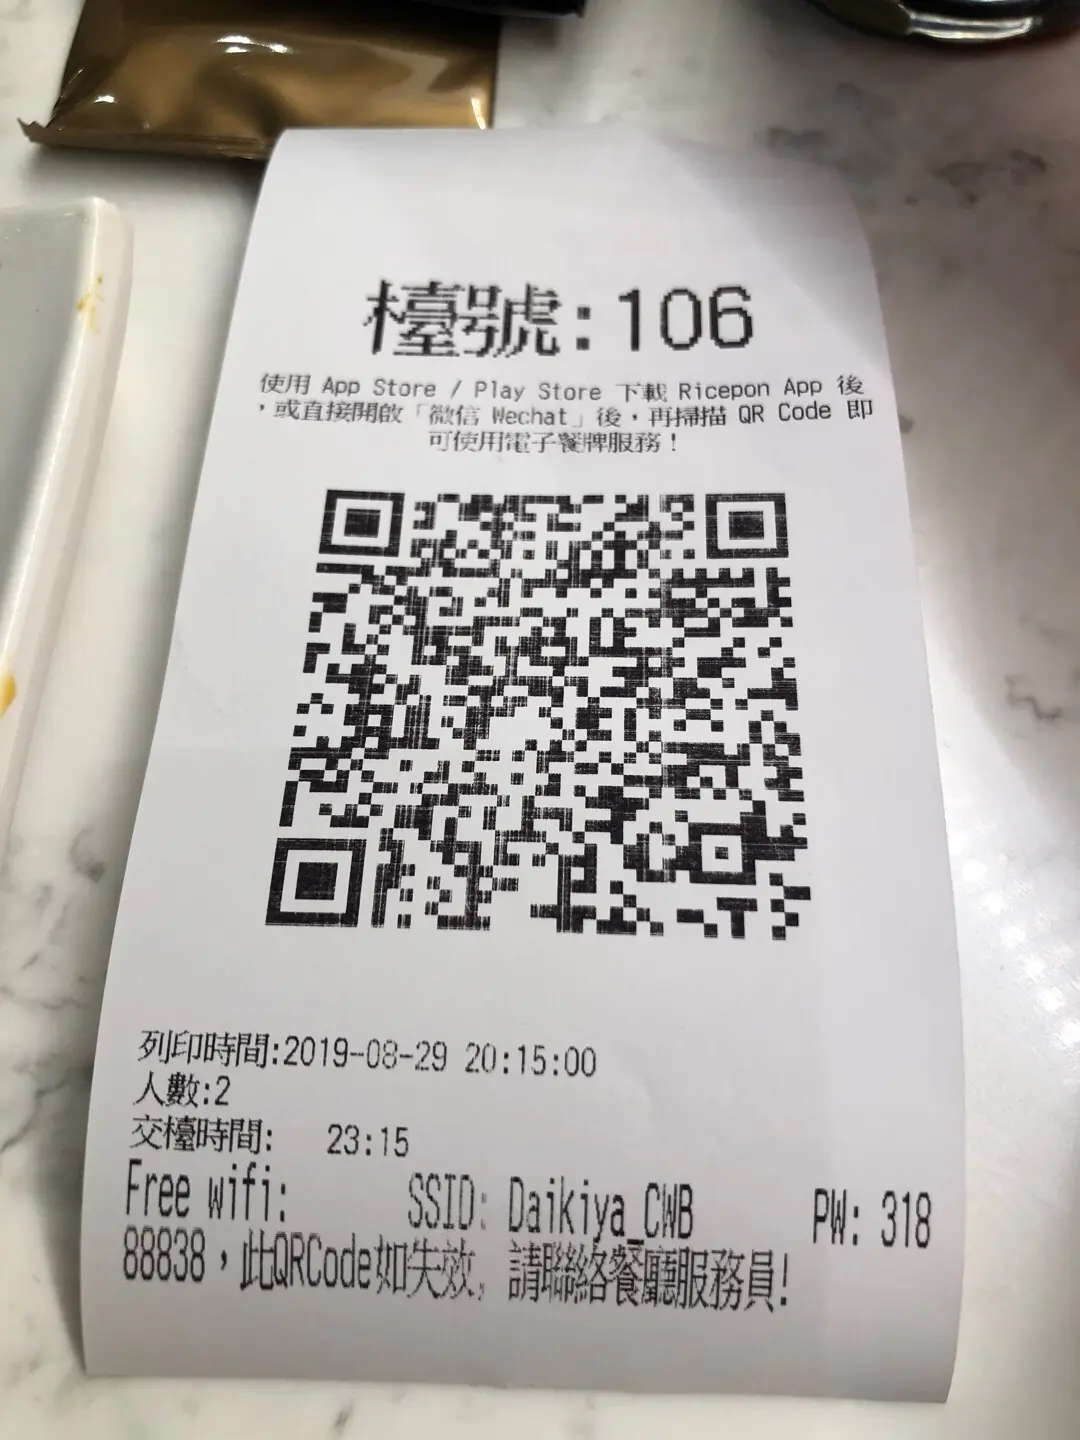 檯號:106
使用 App Store / Play Store 下載 Ricepon App 後
，或直接開啟「微信 Wechat」後，再掃描 QR Code 即
可使用電子餐牌服務！
列印時間:2019-08-29 20:15:00
人數:2
交檯時間: 23:15
Free wifi: SSID: Daikiya_CWB PW: 318
88838，此QRCode如失效, 請聯絡餐廳服務員!